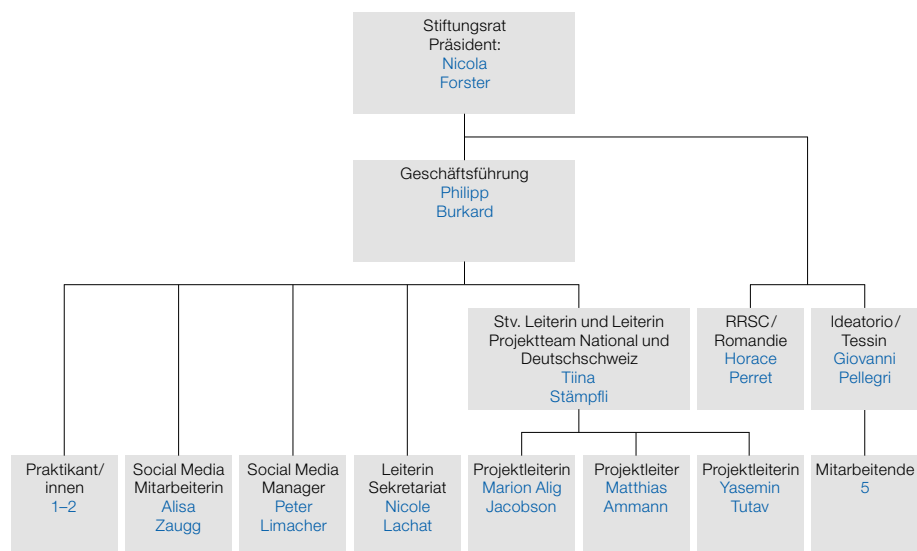 Stiftungsrat
Präsident:
Nicola
Forster
Geschäftsführung
Philipp
Burkard
Stv. Leiterin und Leiterin
Projektteam National und
Deutschschweiz
Tiina
Stämpfli
RRSC/
Romandie
Horace
Perret
Ideatorio/
Tessin
Giovanni
Pellegri
Praktikant/
innen
1–2
Social Media
Mitarbeiterin
Alisa
Zaugg
Social Media
Manager
Peter
Limacher
Leiterin
Sekretariat
Nicole
Lachat
Projektleiterin
Marion Alig
Jacobson
Projektleiter
Matthias
Ammann
Projektleiterin
Yasemin
Tutav
Mitarbeitende
5